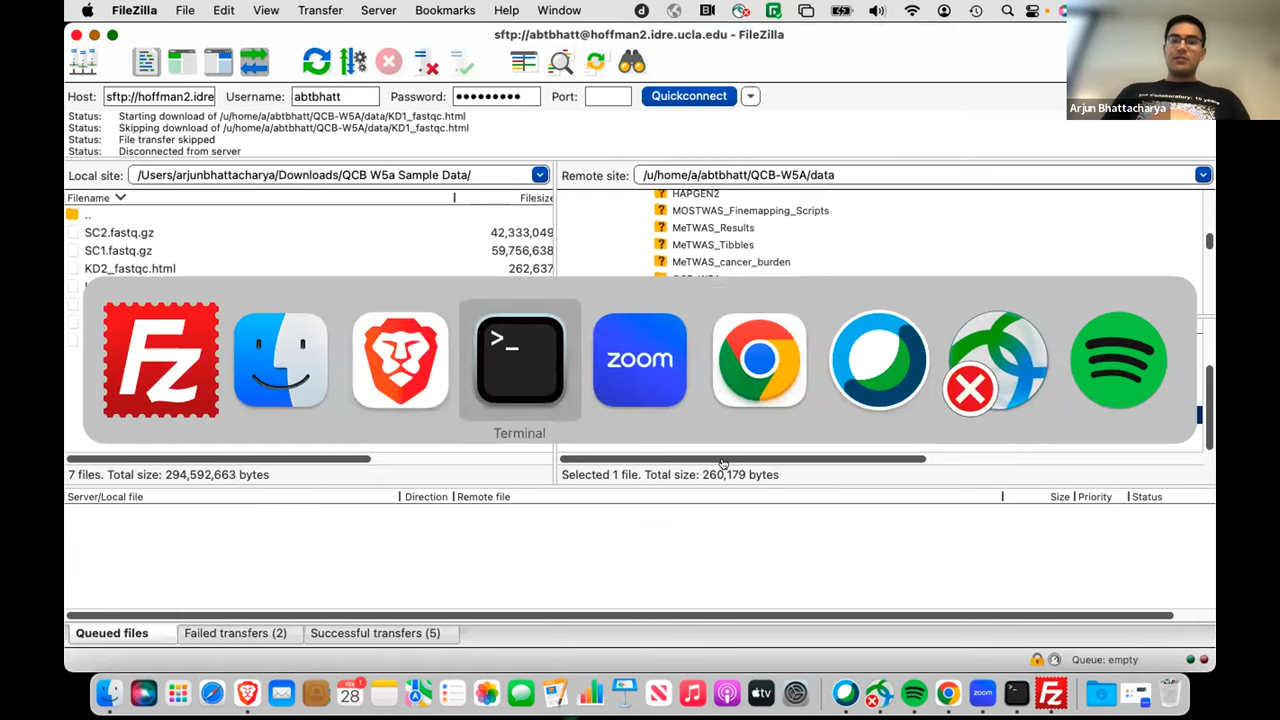 FileZilla File Edit View Transfer Server Bookmarks Help Window
sftp://abtbhatt@hoffman2.idre.ucla.edu - FileZilla
Host: sftp://hoffman2.idre Username: abtbhatt Password: ●●●●●●●●● Port: Quickconnect
Arjun Bhattacharya
Status: Starting download of /u/home/a/abtbhatt/QCB-W5A/data/KD1_fastqc.html
Status: Skipping download of /u/home/a/abtbhatt/QCB-W5A/data/KD1_fastqc.html
Status: File transfer skipped
Status: Disconnected from server
Local site: /Users/arjunbhattacharya/Downloads/QCB W5a Sample Data/
Remote site: /u/home/a/abtbhatt/QCB-W5A/data
Filename Filesize
..
SC2.fastq.gz 42,333,049
SC1.fastq.gz 59,756,638
KD2_fastqc.html 262,637
HAPGEN2
MOSTWAS_Finemapping_Scripts
MeTWAS_Results
MeTWAS_Tibbles
MeTWAS_cancer_burden
Fz
>_
zoom
Terminal
7 files. Total size: 294,592,663 bytes
Selected 1 file. Total size: 260,179 bytes
Server/Local file Direction Remote file Size Priority Status
Queued files Failed transfers (2) Successful transfers (5)
Queue: empty
FEB
28
1
tv
zoom
>_
Fz